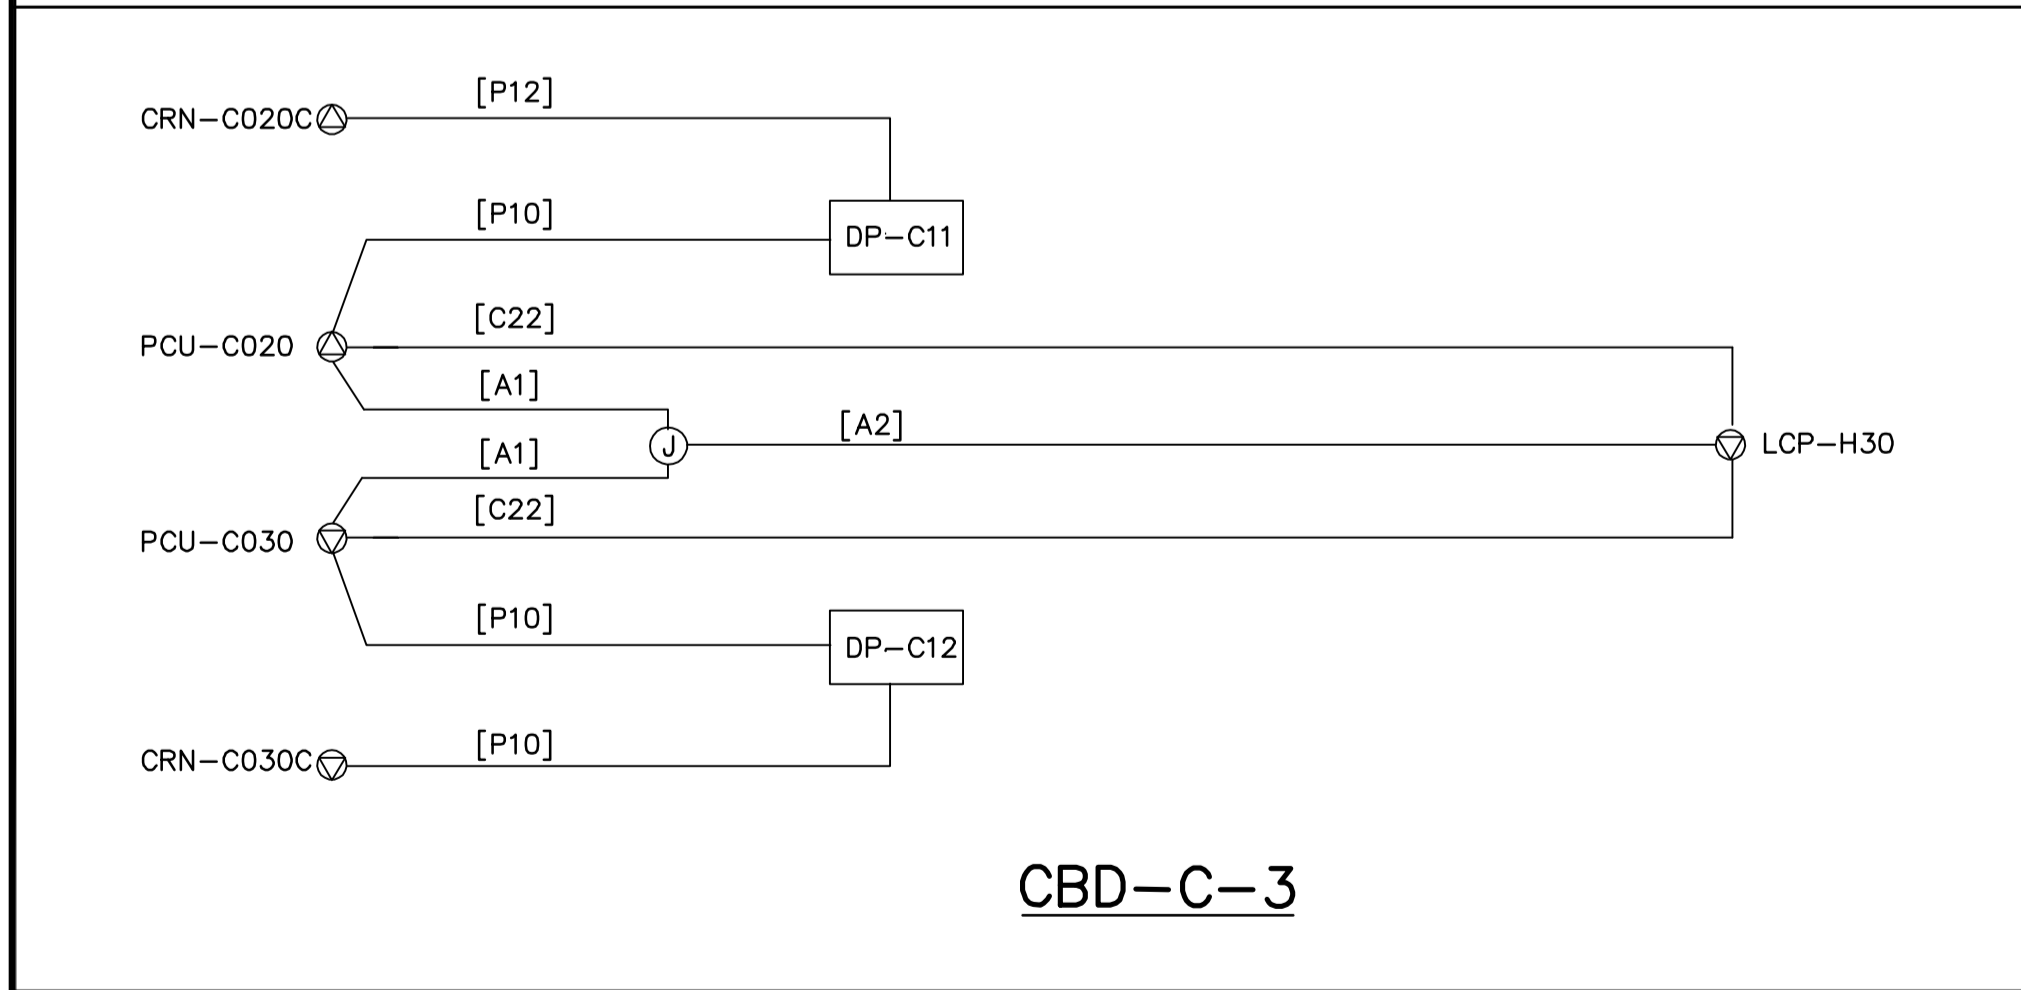 [P12]
CRN-C020C
[P10]
DP-C11
[C22]
PCU-C020
[A1]
[A2]
J
LCP-H30
[A1]
[C22]
PCU-C030
[P10]
DP-C12
[P10]
CRN-C030C
CBD-C-3